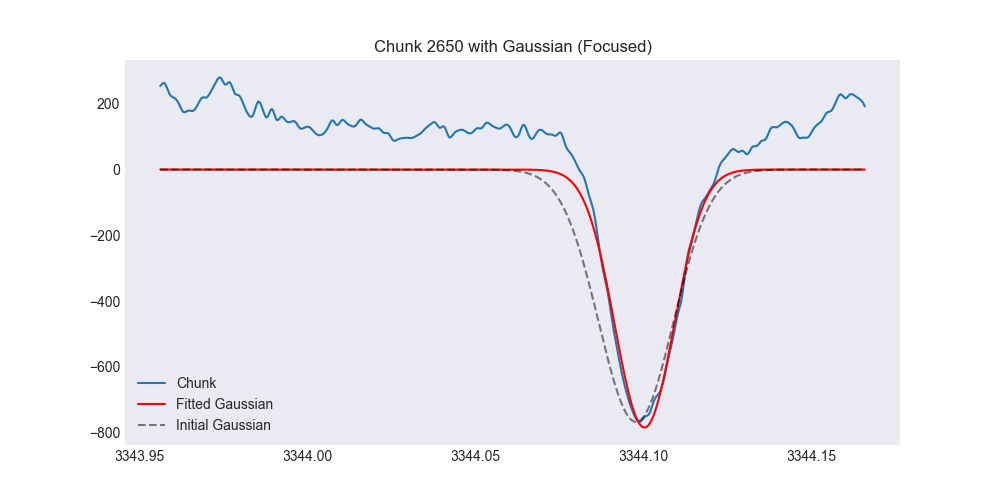 Chunk 2650 with Gaussian (Focused)
200
0
−200
−400
−600
−800
Chunk
Fitted Gaussian
Initial Gaussian
3343.95 3344.00 3344.05 3344.10 3344.15